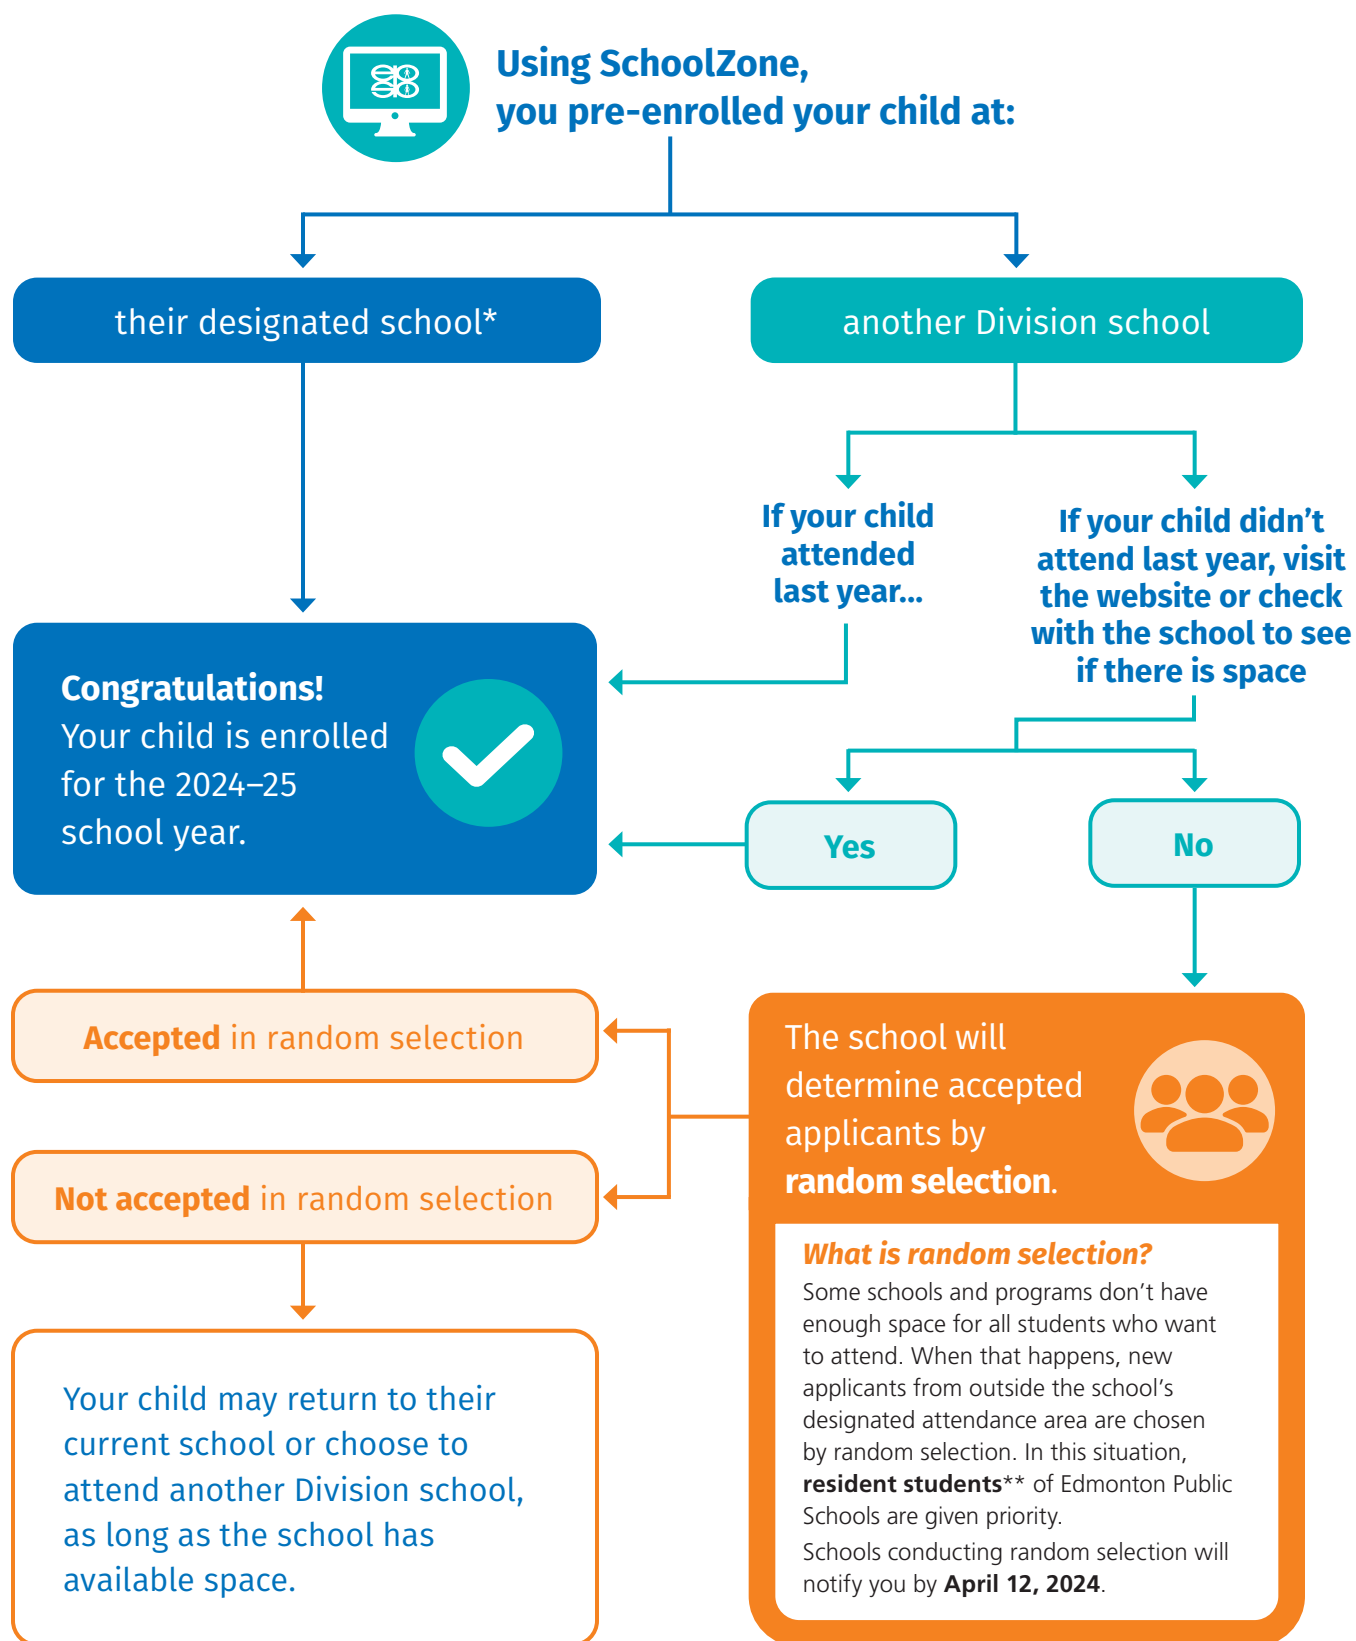 Using SchoolZone,
you pre-enrolled your child at:
their designated school*
another Division school
If your child
attended
last year...
If your child didn’t
attend last year, visit
the website or check
with the school to see
if there is space
Congratulations!
Your child is enrolled
for the 2024–25
school year.
Yes
No
Accepted in random selection
Not accepted in random selection
The school will
determine accepted
applicants by
random selection.
What is random selection?
Some schools and programs don’t have
enough space for all students who want
to attend. When that happens, new
applicants from outside the school’s
designated attendance area are chosen
by random selection. In this situation,
resident students** of Edmonton Public
Schools are given priority.
Schools conducting random selection will
notify you by April 12, 2024.
Your child may return to their
current school or choose to
attend another Division school,
as long as the school has
available space.